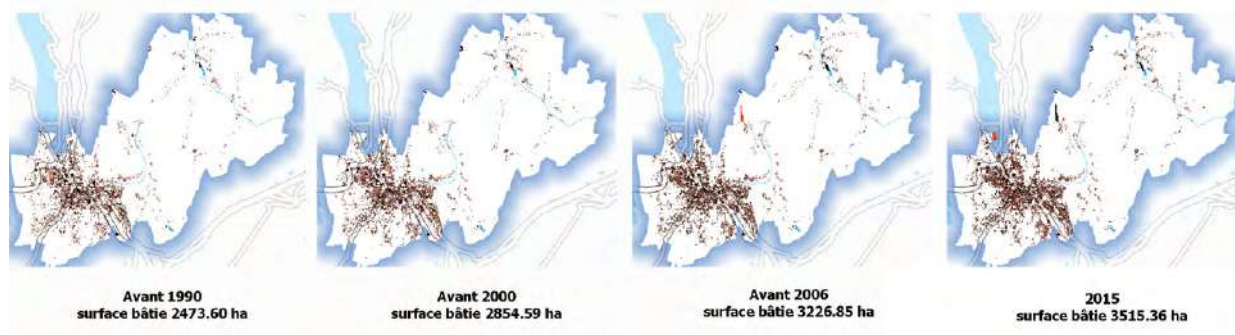 Avant 1990
surface bâtie 2473.60 ha
Avant 2000
surface bâtie 2854.59 ha
Avant 2006
surface bâtie 3226.85 ha
2015
surface bâtie 3515.36 ha